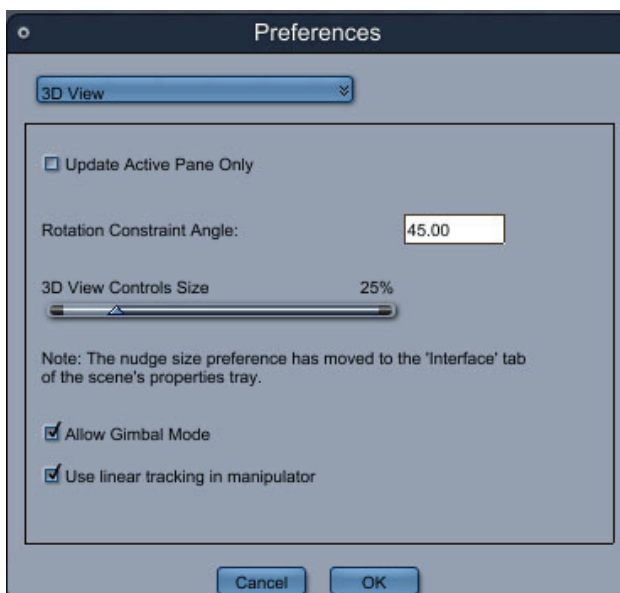 Preferences
3D View
Update Active Pane Only
Rotation Constraint Angle: 45.00
3D View Controls Size 25%
Note: The nudge size preference has moved to the 'Interface' tab
of the scene's properties tray.
Allow Gimbal Mode
Use linear tracking in manipulator
Cancel OK